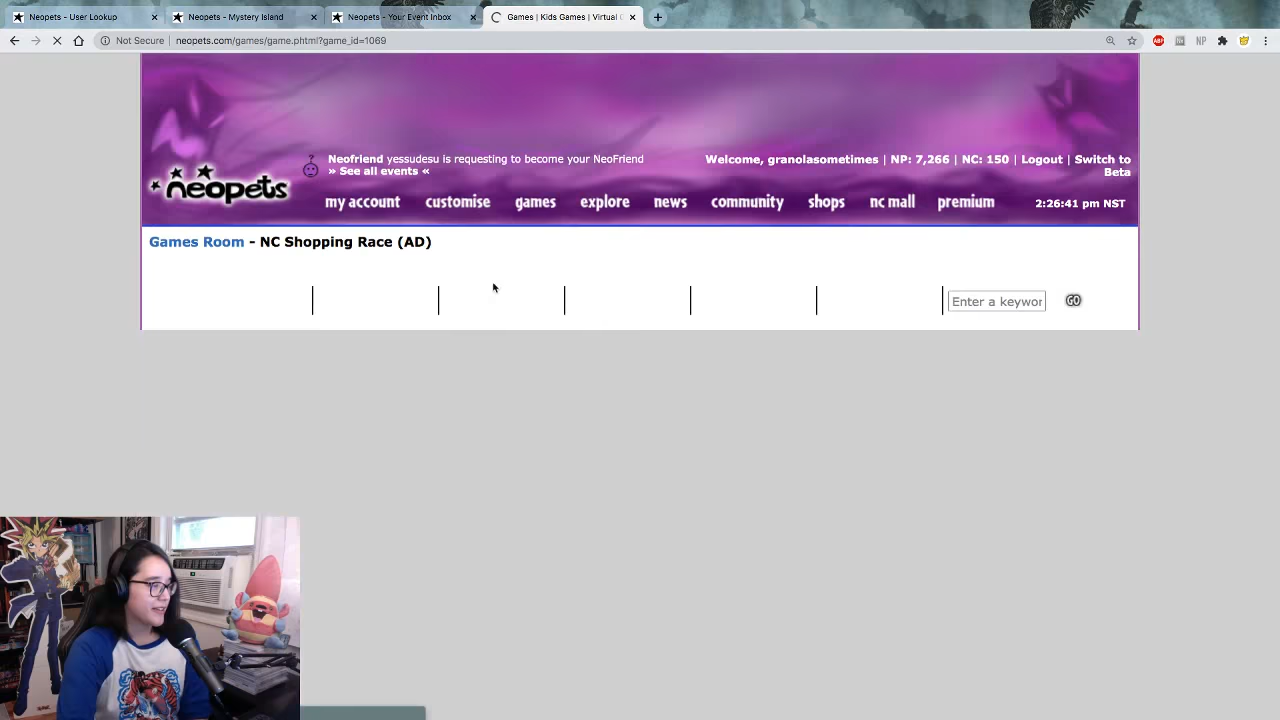 Neopets - User Lookup
Neopets - Mystery Island
Neopets - Your Event Inbox
Games | Kids Games | Virtual
Not Secure | neopets.com/games/game.phtml?game_id=1069
ABP
NP
Neofriend yessudesu is requesting to become your NeoFriend
» See all events «
Welcome, granolasometimes | NP: 7,266 | NC: 150 | Logout | Switch to Beta
neopets
my account customise games explore news community shops nc mall premium 2:26:41 pm NST
Games Room - NC Shopping Race (AD)
Enter a keywor
GO